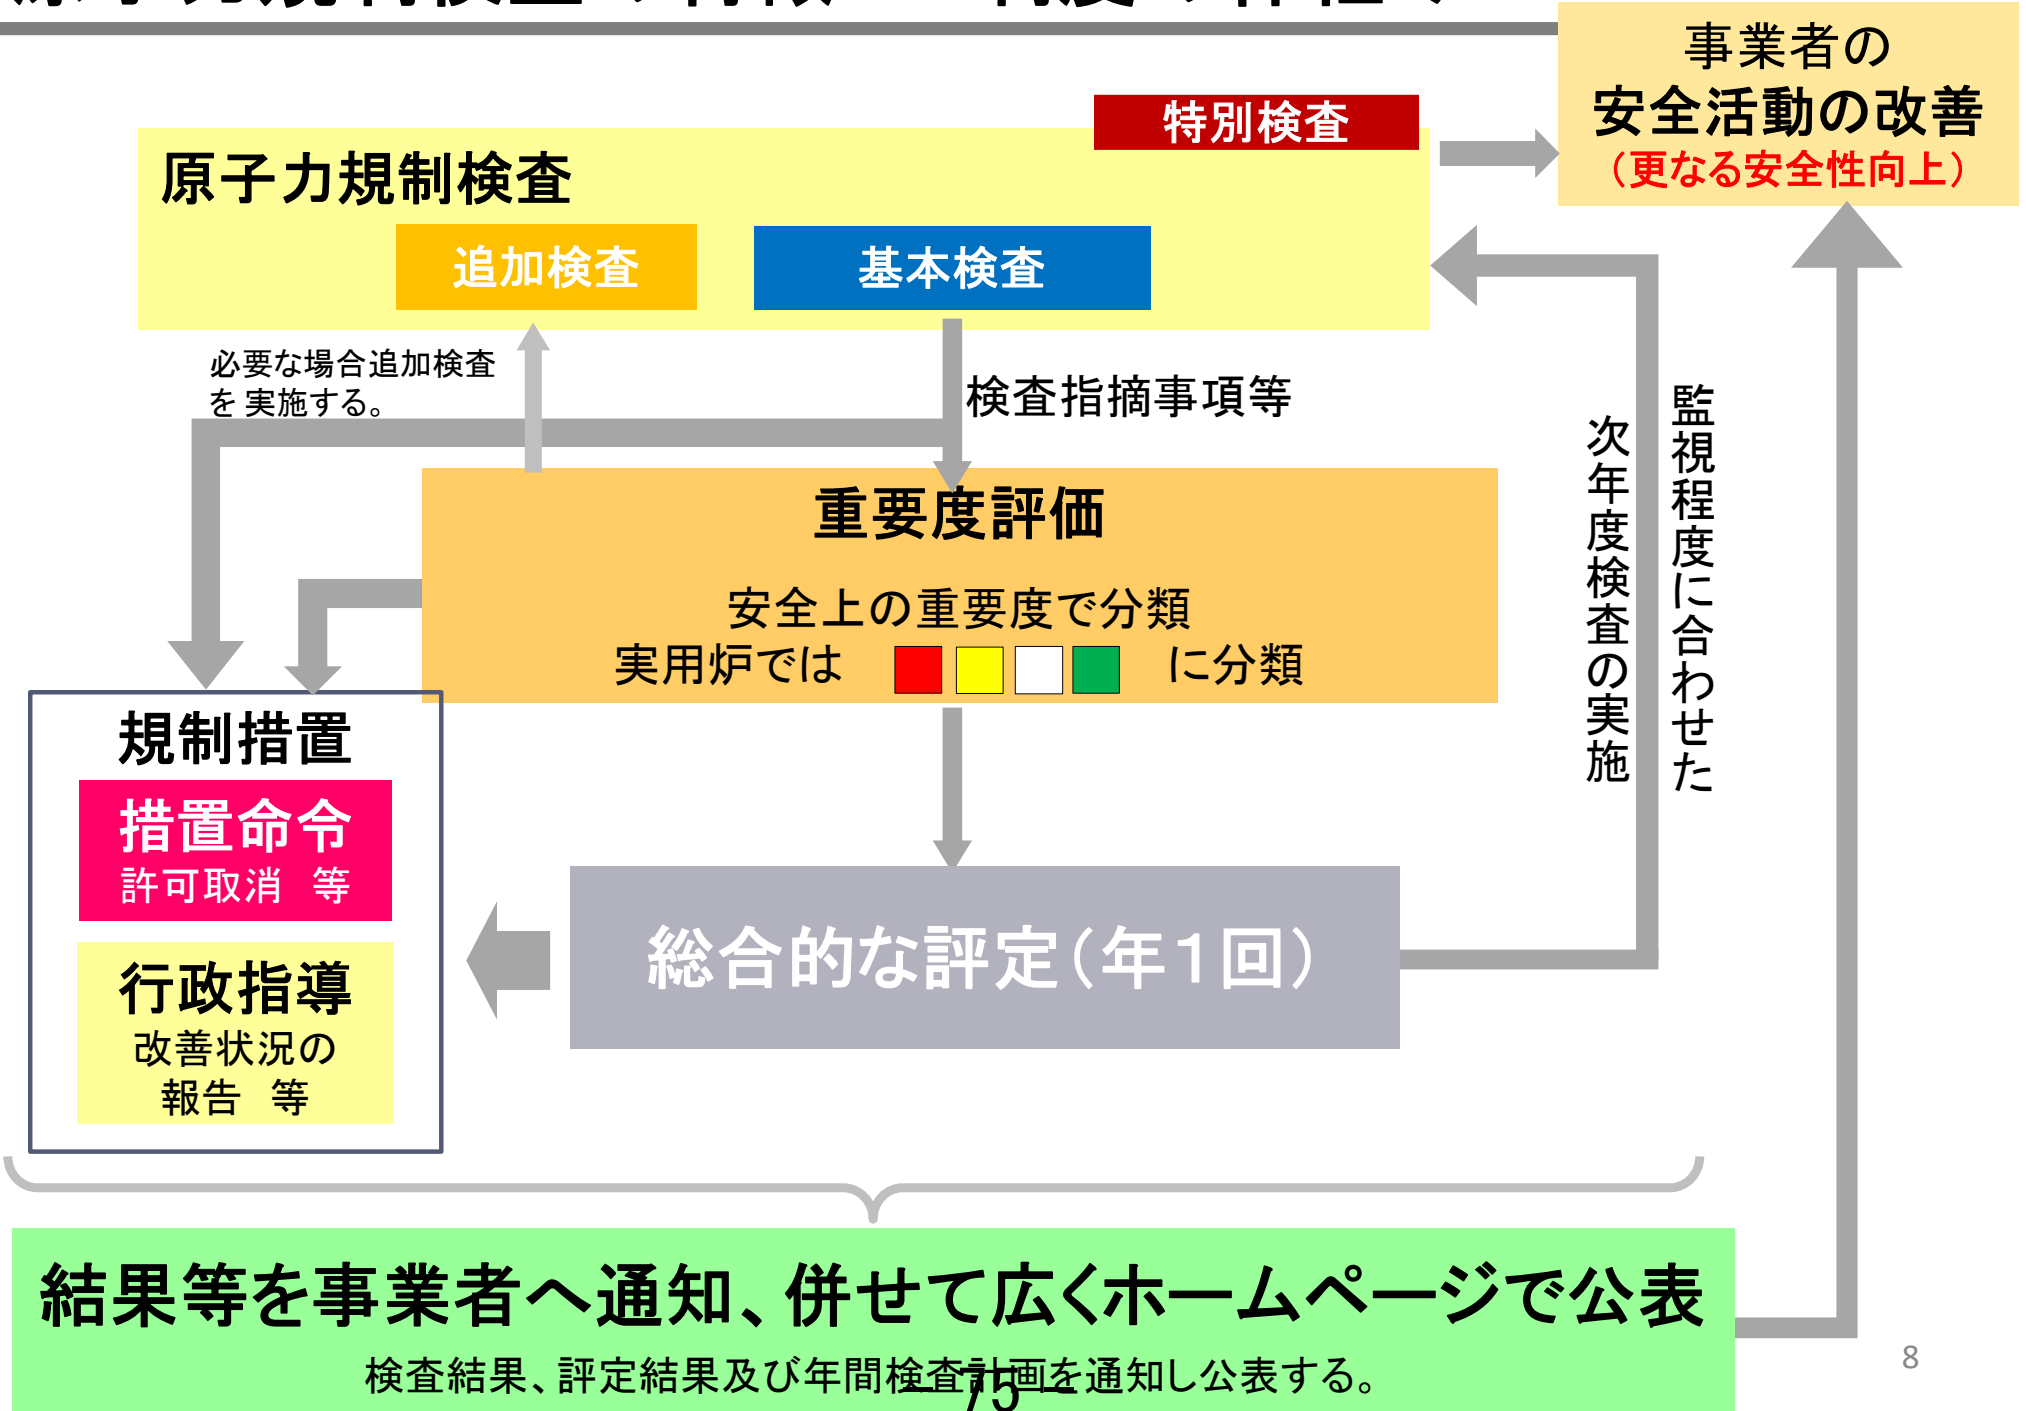 事業者の
安全活動の改善
（更なる安全性向上）
特別検査
原子力規制検査
追加検査
基本検査
必要な場合追加検査
を 実施する。
検査指摘事項等
監視程度に合わせた
次年度検査の実施
重要度評価
安全上の重要度で分類
実用炉では に分類
規制措置
措置命令
許可取消 等
行政指導
改善状況の
報告 等
総合的な評定（年１回）
結果等を事業者へ通知、併せて広くホームページで公表
検査結果、評定結果及び年間検査計画を通知し公表する。
- 75 -
8